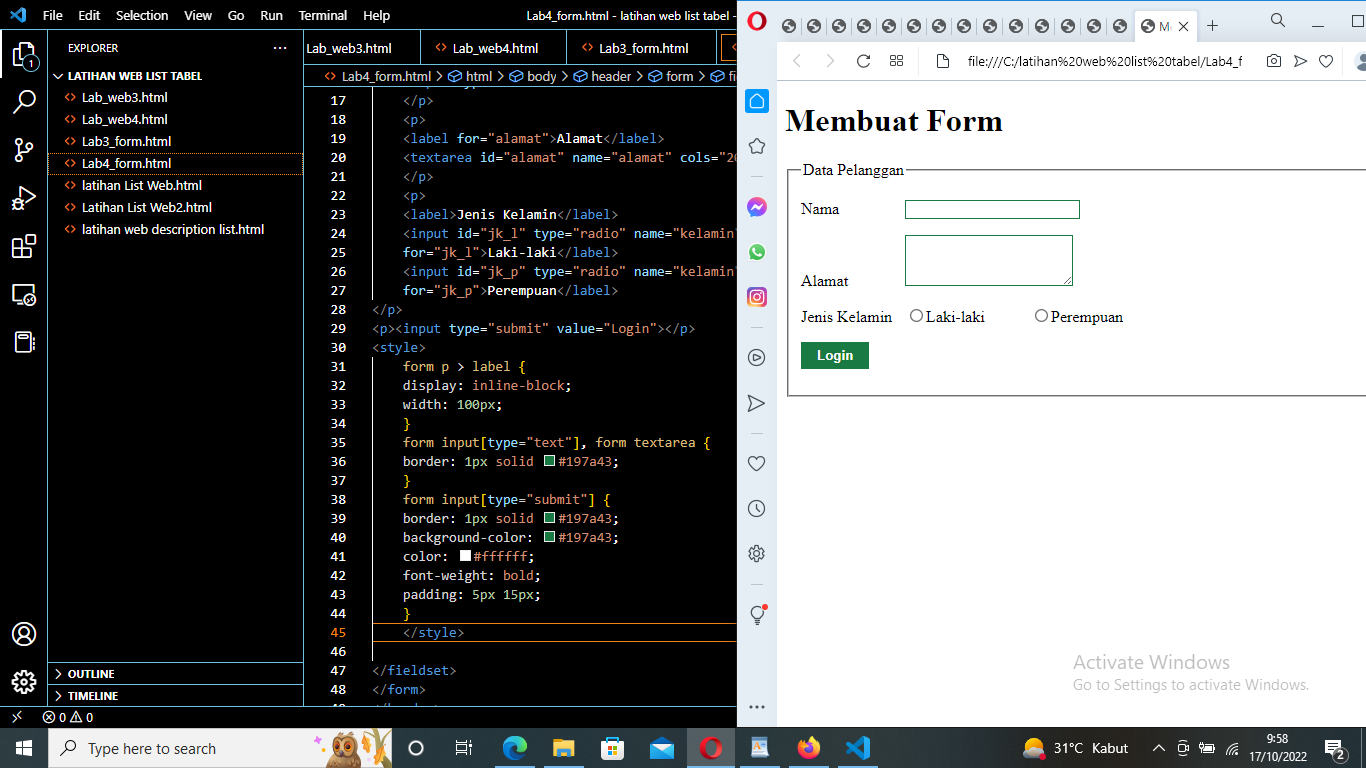 File Edit Selection View Go Run Terminal Help Lab4_form.html - latihan web list tabel -
EXPLORER
LATIHAN WEB LIST TABEL
Lab_web3.html
Lab_web4.html
Lab3_form.html
Lab4_form.html
latihan List Web.html
Latihan List Web2.html
latihan web description list.html
OUTLINE
TIMELINE
1
Lab_web3.html Lab_web4.html Lab3_form.html
Lab4_form.html > html > body > header > form >
17 </p>
18 <p>
19 <label for="alamat">Alamat</label>
20 <textarea id="alamat" name="alamat" cols="20
21 </p>
22 <p>
23 <label>Jenis Kelamin</label>
24 <input id="jk_l" type="radio" name="kelamin"
25 for="jk_l">Laki-laki</label>
26 <input id="jk_p" type="radio" name="kelamin"
27 for="jk_p">Perempuan</label>
28 </p>
29 <p><input type="submit" value="Login"></p>
30 <style>
31 form p > label {
32 display: inline-block;
33 width: 100px;
34 }
35 form input[type="text"], form textarea {
36 border: 1px solid #197a43;
37 }
38 form input[type="submit"] {
39 border: 1px solid #197a43;
40 background-color: #197a43;
41 color: #ffffff;
42 font-weight: bold;
43 padding: 5px 15px;
44 }
45 </style>
46
47 </fieldset>
48 </form>
0 0
file:///C:/latihan%20web%20list%20tabel/Lab4_f
Membuat Form
Data Pelanggan
Nama
Alamat
Jenis Kelamin Laki-laki Perempuan
Login
Activate Windows
Go to Settings to activate Windows.
Type here to search
31°C Kabut
9:58
17/10/2022
2